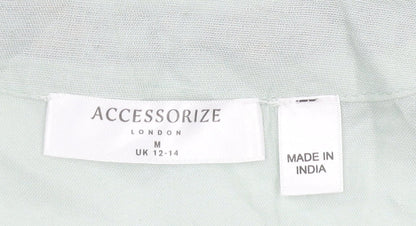 ACCESSORIZE
LONDON
M
UK 12-14
MADE IN
INDIA